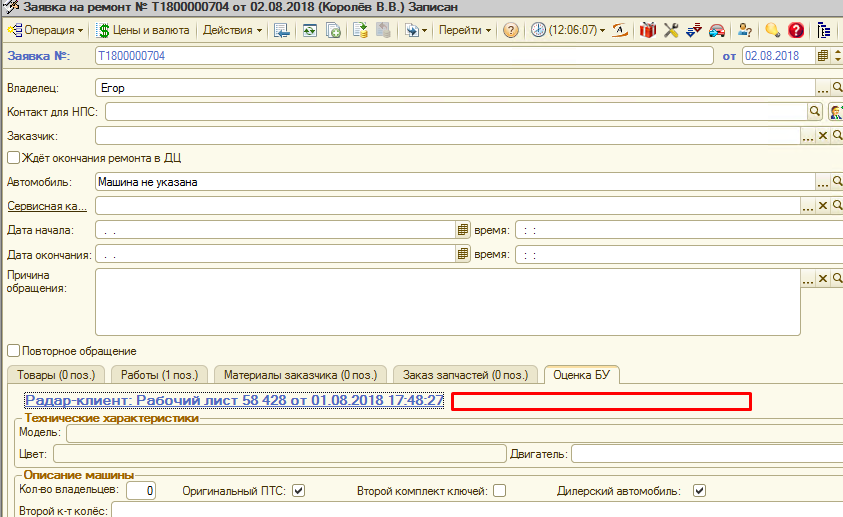 Заявка на ремонт № Т1800000704 от 02.08.2018 (Королёв В.В.) Записан
Операция Цены и валюта Действия Перейти ? (12:06:07) ?
Заявка №: Т1800000704 от 02.08.2018
Владелец: Егор ...
Контакт для НПС:
Заказчик: ...
Ждёт окончания ремонта в ДЦ
Автомобиль: Машина не указана ...
Сервисная ка... ...
Дата начала: . . время: : :
Дата окончания: . . время: : :
Причина ...
обращения:
Повторное обращение
Товары (0 поз.) Работы (1 поз.) Материалы заказчика (0 поз.) Заказ запчастей (0 поз.) Оценка БУ
Радар-клиент: Рабочий лист 58 428 от 01.08.2018 17:48:27
Технические характеристики
Модель:
Цвет: Двигатель:
Описание машины
Кол-во владельцев: 0 Оригинальный ПТС: Второй комплект ключей: Дилерский автомобиль:
Второй к-т колёс: